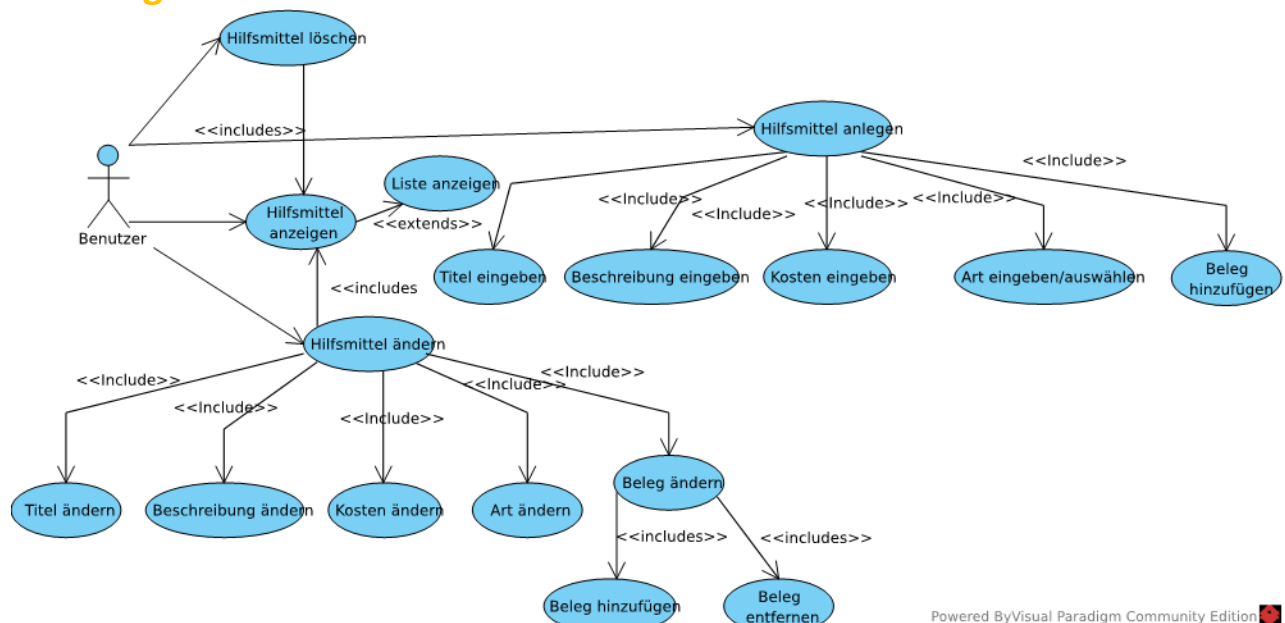 Hilfsmittel löschen
<<includes>>
Hilfsmittel anlegen
<<Include>>
Liste anzeigen
<<Include>>
<<Include>>
<<Include>>
<<Include>>
Hilfsmittel
anzeigen
<<extends>>
Benutzer
Titel eingeben
Beschreibung eingeben
Kosten eingeben
Art eingeben/auswählen
Beleg
hinzufügen
<<includes
Hilfsmittel ändern
<<Include>>
<<Include>>
<<Include>>
<<Include>>
<<Include>>
Titel ändern
Beschreibung ändern
Kosten ändern
Art ändern
Beleg ändern
<<includes>>
<<includes>>
Beleg hinzufügen
Beleg
entfernen
Powered ByVisual Paradigm Community Edition